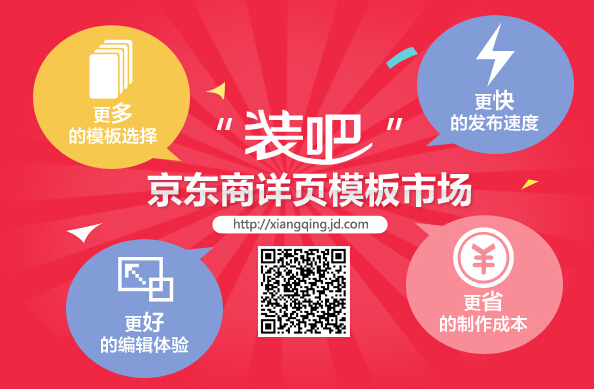 更多
的模板选择
更快
的发布速度
“装吧”
京东商详页模板市场
http://xiangqing.jd.com
更好
的编辑体验
更省
的制作成本